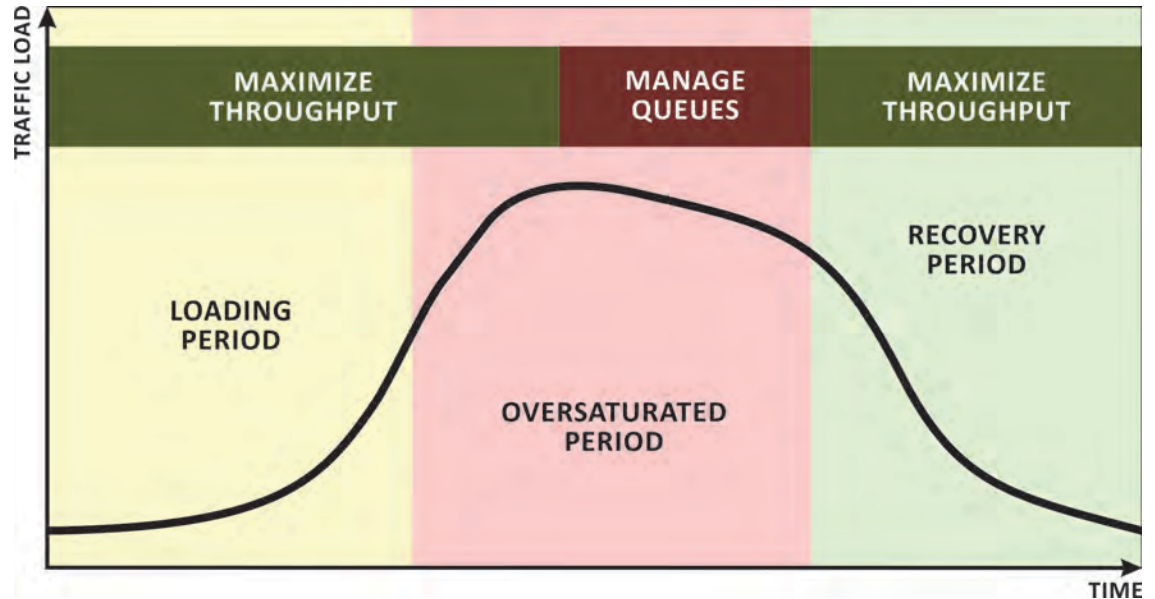 TRAFFIC LOAD
MAXIMIZE
THROUGHPUT
MANAGE
QUEUES
MAXIMIZE
THROUGHPUT
LOADING
PERIOD
OVERSATURATED
PERIOD
RECOVERY
PERIOD
TIME